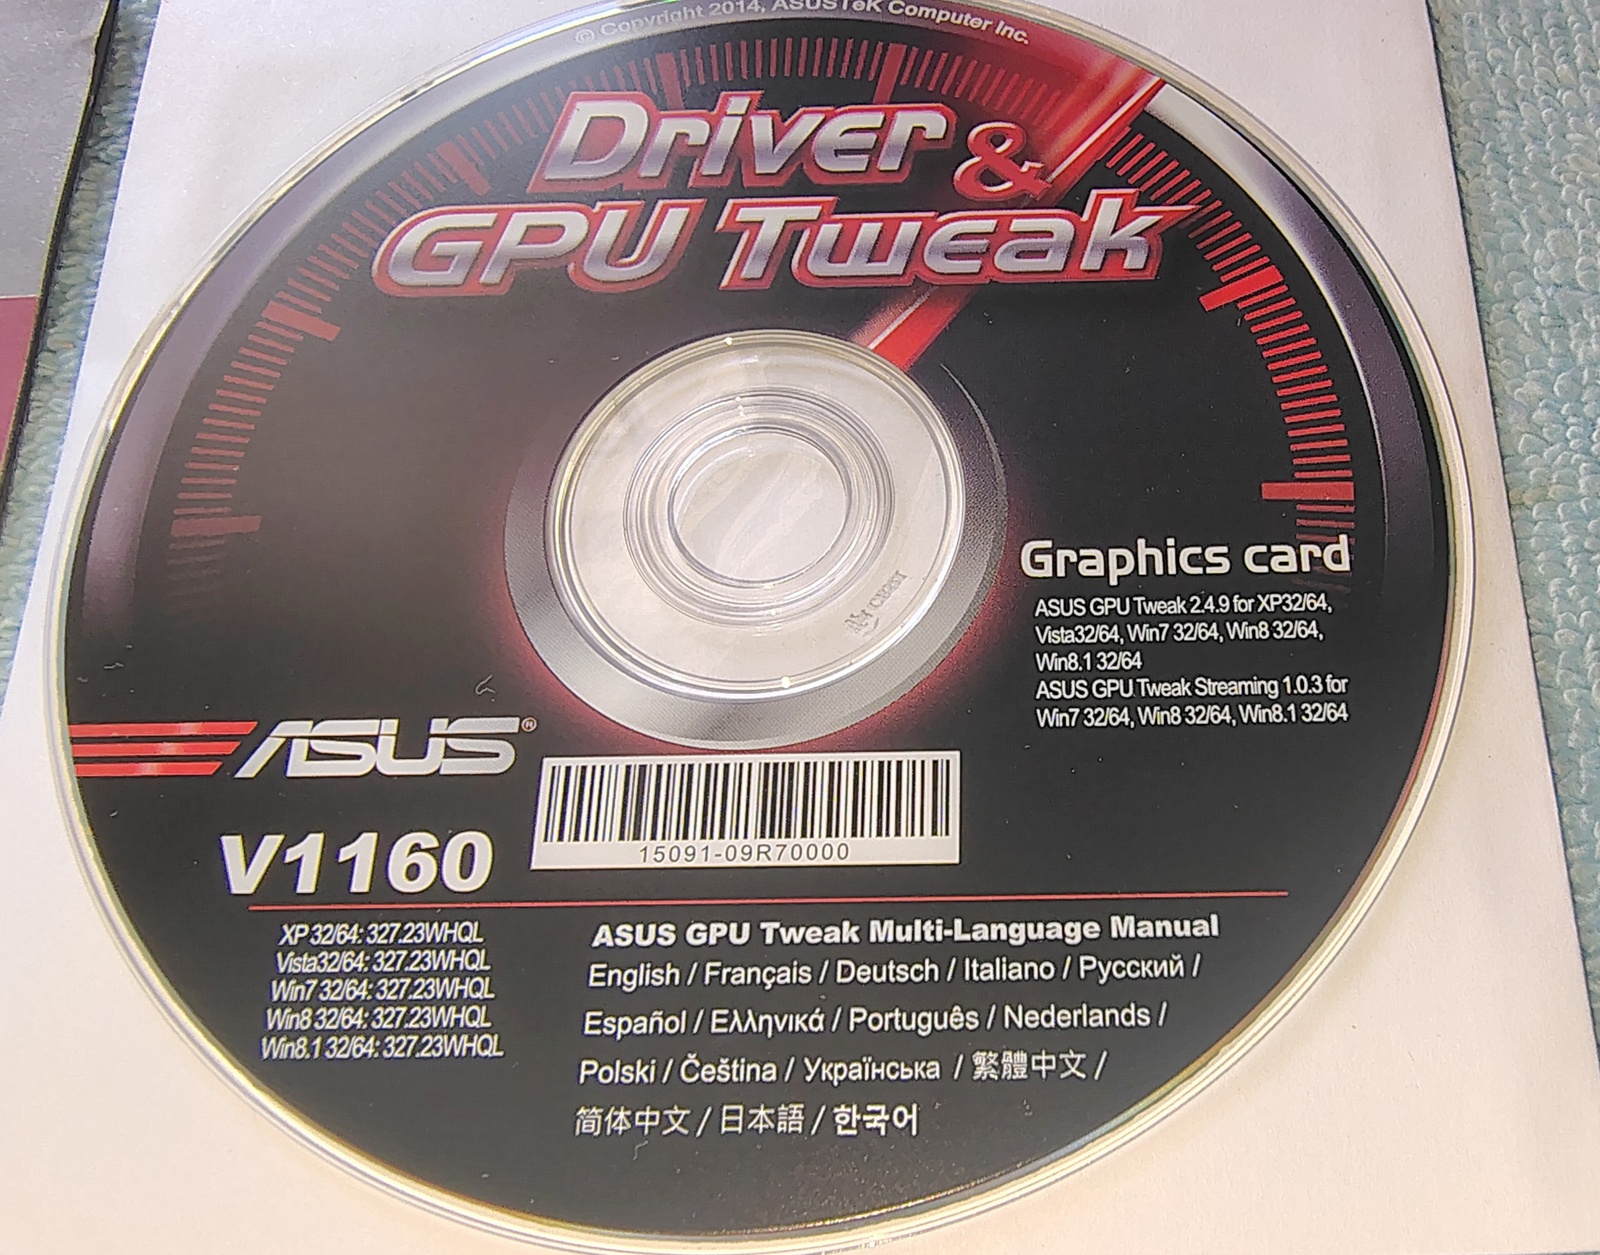 © Copyright 2014, ASUSTeK Computer Inc.
Driver &
GPU Tweak
Graphics card
ASUS GPU Tweak 2.4.9 for XP32/64,
Vista32/64, Win7 32/64, Win8 32/64,
Win8.1 32/64
ASUS GPU Tweak Streaming 1.0.3 for
Win7 32/64, Win8 32/64, Win8.1 32/64
ASUS®
15091-09R70000
V1160
XP 32/64: 327.23WHQL
Vista32/64: 327.23WHQL
Win7 32/64: 327.23WHQL
Win8 32/64: 327.23WHQL
Win8.1 32/64: 327.23WHQL
ASUS GPU Tweak Multi-Language Manual
English / Français / Deutsch / Italiano / Русский /
Español / Ελληνικά / Português / Nederlands /
Polski / Čeština / Українська / 繁體中文 /
简体中文 / 日本語 / 한국어